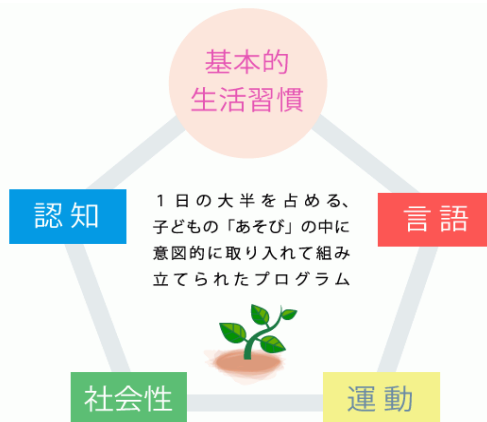 基本的
生活習慣
認知
言語
1日の大半を占める、
子どもの「あそび」の中に
意図的に取り入れて組み
立てられたプログラム
社会性
運動